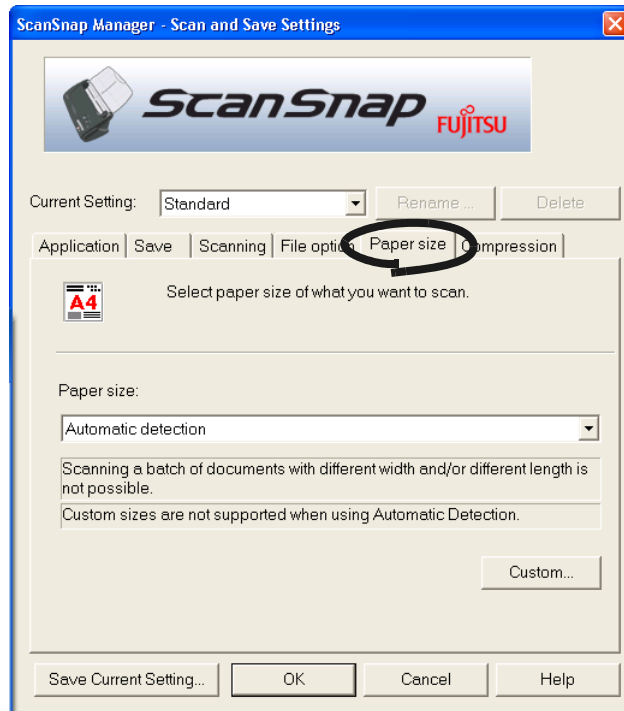 ScanSnap Manager - Scan and Save Settings
ScanSnap
FUJITSU
Current Setting: Standard Rename ... Delete
Application Save Scanning File option Paper size Compression
A4 Select paper size of what you want to scan.
Paper size:
Automatic detection
Scanning a batch of documents with different width and/or different length is
not possible.
Custom sizes are not supported when using Automatic Detection.
Custom...
Save Current Setting... OK Cancel Help